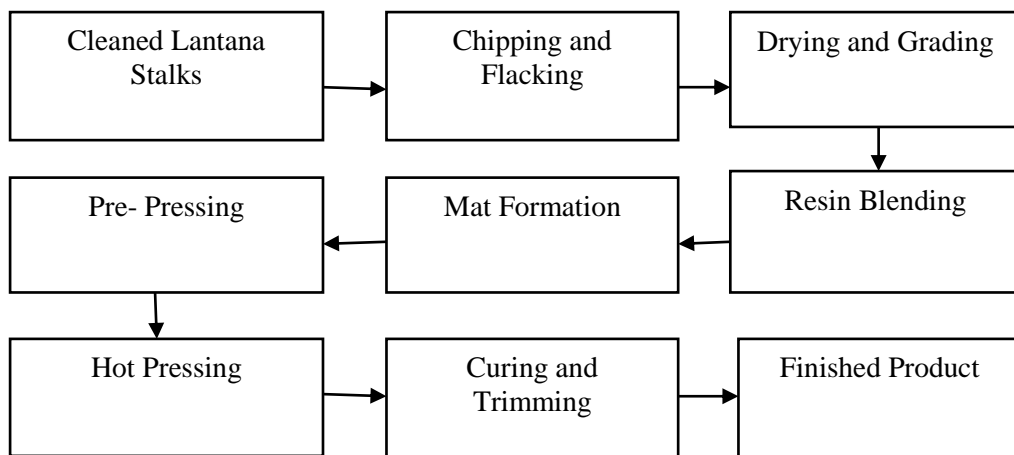 Cleaned Lantana
Stalks
Chipping and
Flacking
Drying and Grading
Resin Blending
Mat Formation
Pre- Pressing
Hot Pressing
Curing and
Trimming
Finished Product